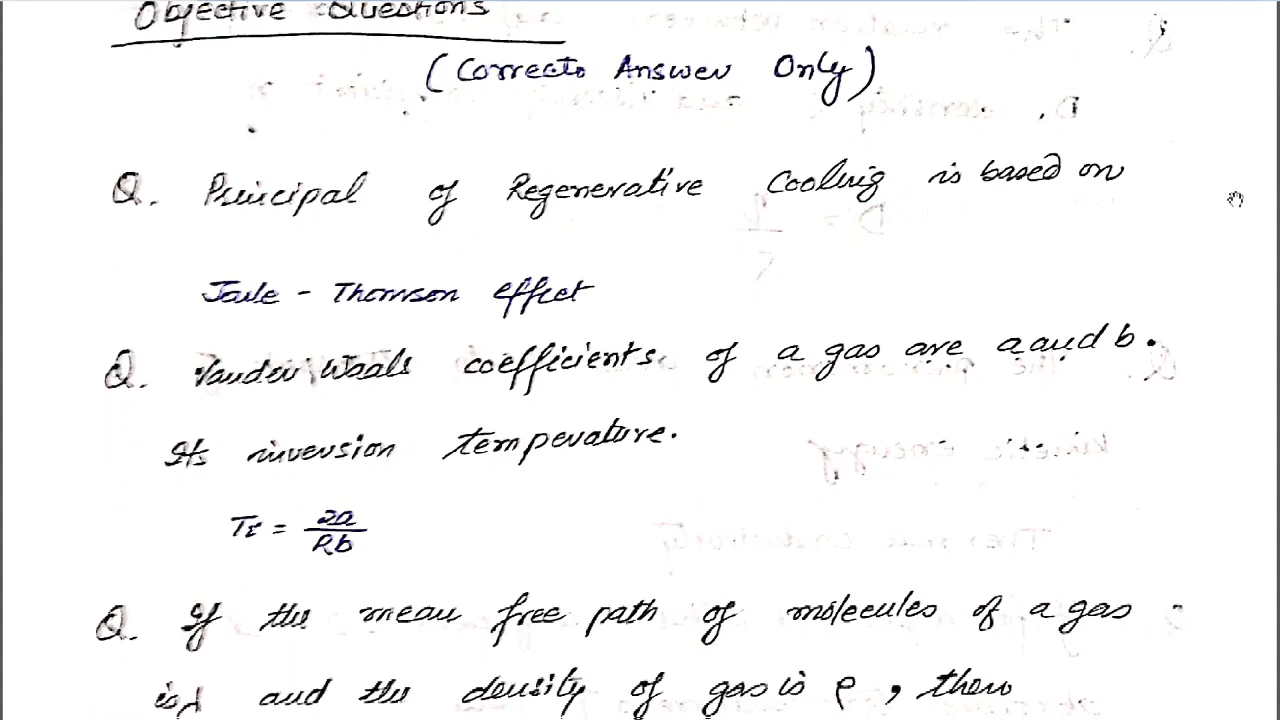 Objective Questions
(Correcto Answer Only)
Q. Principal of Regenerative Cooling is based on
Joule - Thomson effect
Q. Vander Waals coefficients of a gas are a and b.
Its inversion temperature.
Ti = 2a
Rb
Q. If the mean free path of molecules of a gas
is λ and the density of gas is ρ, then